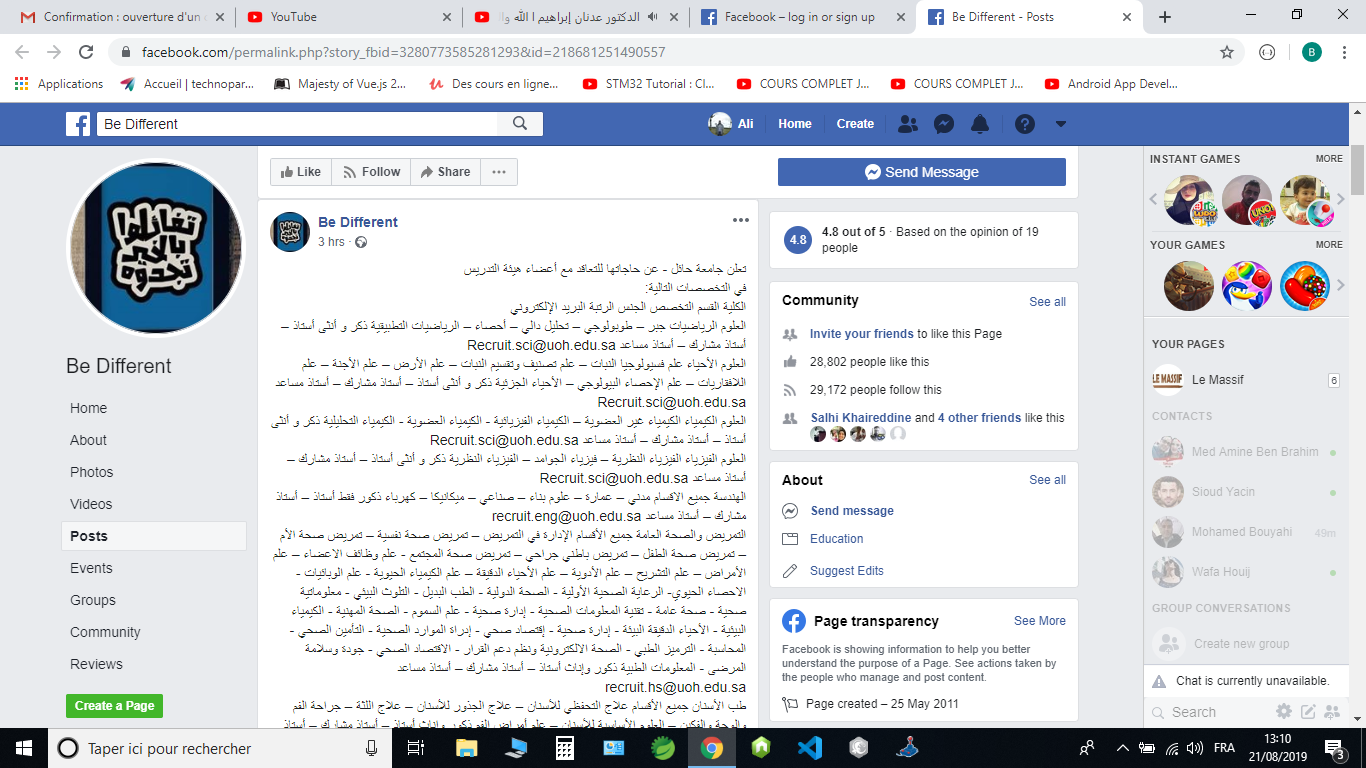 Confirmation : ouverture d'un c
YouTube
الدكتور عدنان إبراهيم l الله وا
Facebook – log in or sign up
Be Different - Posts
facebook.com/permalink.php?story_fbid=3280773585281293&id=218681251490557
B
Applications
Accueil | technopar...
Majesty of Vue.js 2...
Des cours en ligne...
STM32 Tutorial : Cl...
COURS COMPLET J...
COURS COMPLET J...
Android App Devel...
Be Different
Ali
Home
Create
تعاملوا
بالخير
تجدوه
Be Different
Home
About
Photos
Videos
Posts
Events
Groups
Community
Reviews
Create a Page
Like
Follow
Share
Send Message
Be Different
3 hrs ·
تعلن جامعة حائل - عن حاجاتها للتعاقد مع أعضاء هيئة التدريس
في التخصصات التالية:
الكلية القسم التخصص الجنس الرتبة البريد الإلكتروني
العلوم الرياضيات جبر – طوبولوجي – تحليل دالي – أحصاء – الرياضيات التطبيقية ذكر و أنثى أستاذ –
أستاذ مشارك – أستاذ مساعد Recruit.sci@uoh.edu.sa
العلوم الأحياء علم فسيولوجيا النبات – علم تصنيف وتقسيم النبات – علم الأرض – علم الأجنة – علم
اللافقاريات – علم الإحصاء البيولوجي – الأحياء الجزئية ذكر و أنثى أستاذ – أستاذ مشارك – أستاذ مساعد
Recruit.sci@uoh.edu.sa
العلوم الكيمياء الكيمياء غير العضوية – الكيمياء الفيزيائية - الكيمياء العضوية - الكيمياء التحليلية ذكر و أنثى
أستاذ – أستاذ مشارك – أستاذ مساعد Recruit.sci@uoh.edu.sa
العلوم الفيزياء الفيزياء النظرية – فيزياء الجوامد – الفيزياء النظرية ذكر و أنثى أستاذ – أستاذ مشارك –
أستاذ مساعد Recruit.sci@uoh.edu.sa
الهندسة جميع الاقسام مدني – عمارة – علوم بناء – صناعي – ميكانيكا – كهرباء ذكور فقط أستاذ – أستاذ
مشارك – أستاذ مساعد recruit.eng@uoh.edu.sa
التمريض والصحة العامة جميع الأقسام الإدارة في التمريض – تمريض صحة نفسية – تمريض صحة الأم
– تمريض صحة الطفل – تمريض باطني جراحي – تمريض صحة المجتمع - علم وظائف الاعضاء – علم
الأمراض – علم التشريح – علم الأدوية – علم الأحياء الدقيقة – علم الكيمياء الحيوية - علم الوبائيات -
الاحصاء الحيوي- الرعاية الصحية الأولية - الصحة الدولية - الطب البديل - التلوث البيئي - معلوماتية
صحية - صحة عامة - تقنية المعلومات الصحية - إدارة صحية - علم السموم - الصحة المهنية - الكيمياء
البيئية - الأحياء الدقيقة البيئة - إدارة صحية - إقتصاد صحي - إدراة الموارد الصحية - التأمين الصحي -
المحاسبة - الترميز الطبي - الصحة الالكترونية ونظم دعم القرار - الاقتصاد الصحي - جودة وسلامة
المرضى - المعلومات الطبية ذكور وإناث أستاذ – أستاذ مشارك – أستاذ مساعد
recruit.hs@uoh.edu.sa
طب الأسنان جميع الأقسام علاج التحفظي للأسنان – علاج الجذور للأسنان – علاج اللثة – جراحة الفم
والوجة والفكين – العلوم الأساسية للأسنان – علم أمراض الفم ذكور وإناث أستاذ – أستاذ مشارك – أستاذ
4.8
4.8 out of 5 · Based on the opinion of 19
people
Community
See all
Invite your friends to like this Page
28,802 people like this
29,172 people follow this
Salhi Khaireddine and 4 other friends like this
About
See all
Send message
Education
Suggest Edits
Page transparency
See More
Facebook is showing information to help you better
understand the purpose of a Page. See actions taken by
the people who manage and post content.
Page created – 25 May 2011
INSTANT GAMES
MORE
LUDO
UNO
YOUR GAMES
MORE
YOUR PAGES
LE MASSIF
Le Massif
6
CONTACTS
Med Amine Ben Brahim
Sioud Yacin
Mohamed Bouyahi
49m
Wafa Houij
GROUP CONVERSATIONS
Create new group
Chat is currently unavailable.
Search
Taper ici pour rechercher
FRA
13:10
21/08/2019
3